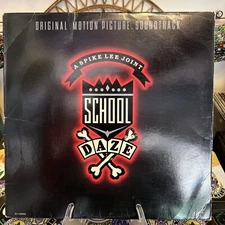 ORIGINAL MOTION PICTURE SOUNDTRACK
A SPIKE LEE JOINT
SCHOOL
DAZE